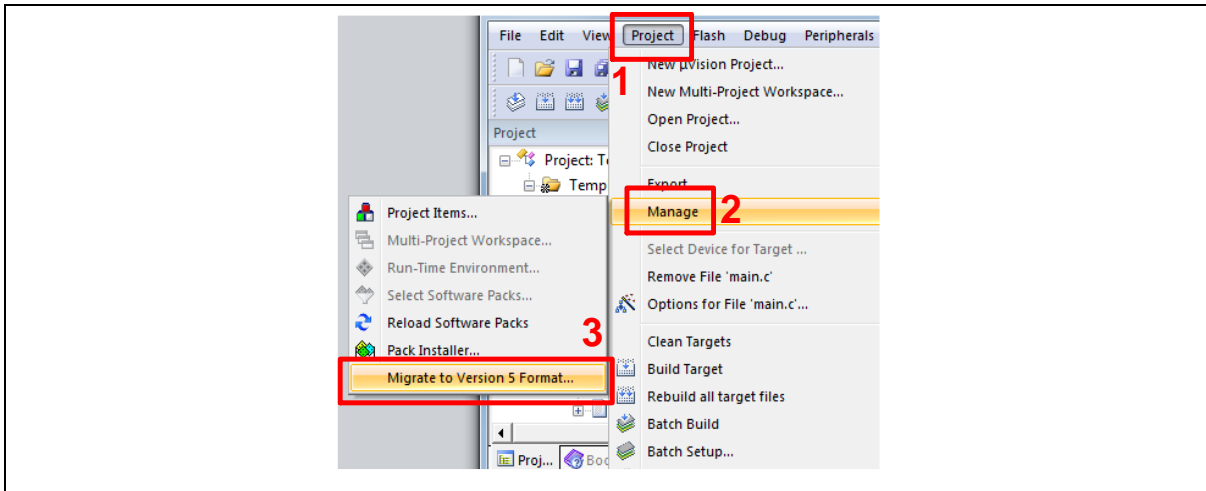 File Edit View Project Flash Debug Peripherals
1
New µVision Project...
New Multi-Project Workspace...
Open Project...
Close Project
Project
Project:
Export
Manage 2
Select Device for Target ...
Remove File 'main.c'
Options for File 'main.c'...
Clean Targets
Build Target
Rebuild all target files
Batch Build
Batch Setup...
Project Items...
Multi-Project Workspace...
Run-Time Environment...
Select Software Packs...
Reload Software Packs
3
Pack Installer...
Migrate to Version 5 Format...
Proj...